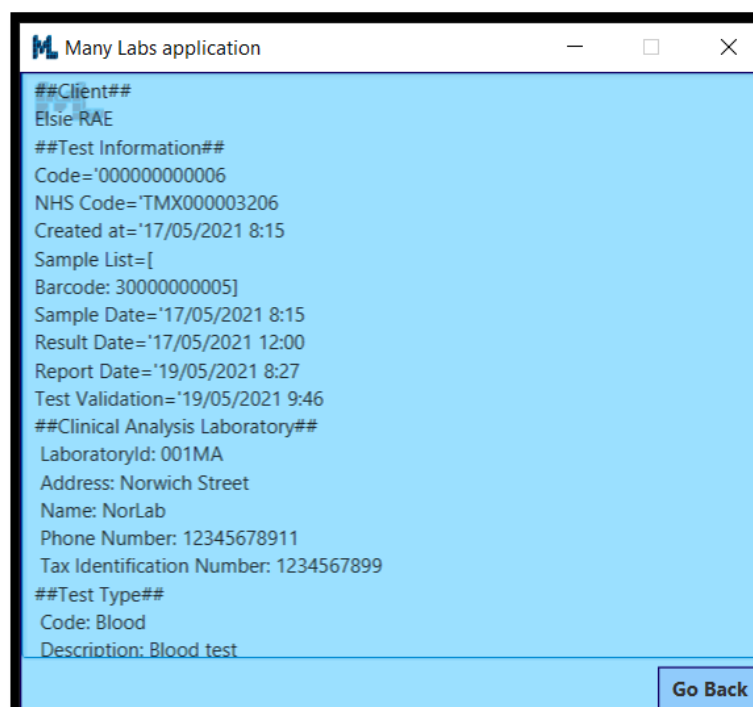 Many Labs application
##Client##
Elsie RAE
##Test Information##
Code='000000000006
NHS Code='TMX000003206
Created at='17/05/2021 8:15
Sample List=[
Barcode: 30000000005]
Sample Date='17/05/2021 8:15
Result Date='17/05/2021 12:00
Report Date='19/05/2021 8:27
Test Validation='19/05/2021 9:46
##Clinical Analysis Laboratory##
LaboratoryId: 001MA
Address: Norwich Street
Name: NorLab
Phone Number: 12345678911
Tax Identification Number: 1234567899
##Test Type##
Code: Blood
Description: Blood test
Go Back